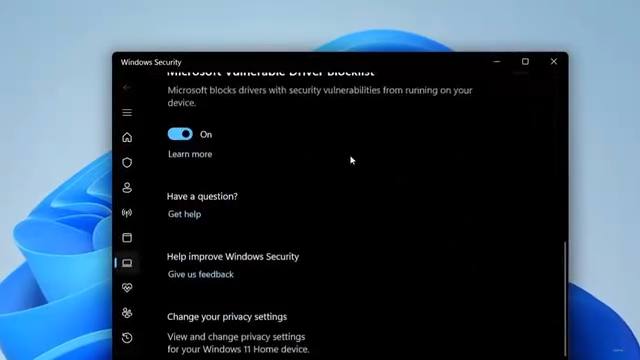 Windows Security
Microsoft Vulnerable Driver Blocklist
Microsoft blocks drivers with security vulnerabilities from running on your
device.
On
Learn more
Have a question?
Get help
Help improve Windows Security
Give us feedback
Change your privacy settings
View and change privacy settings
for your Windows 11 Home device.